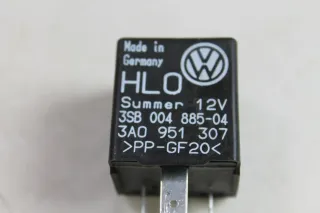 Made in
Germany
HLO
Summer 12V
3SB 004 885-04
3A0 951 307
>PP-GF20<